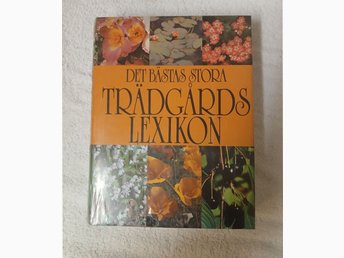 DET BÄSTAS STORA
TRÄDGÅRDS
LEXIKON